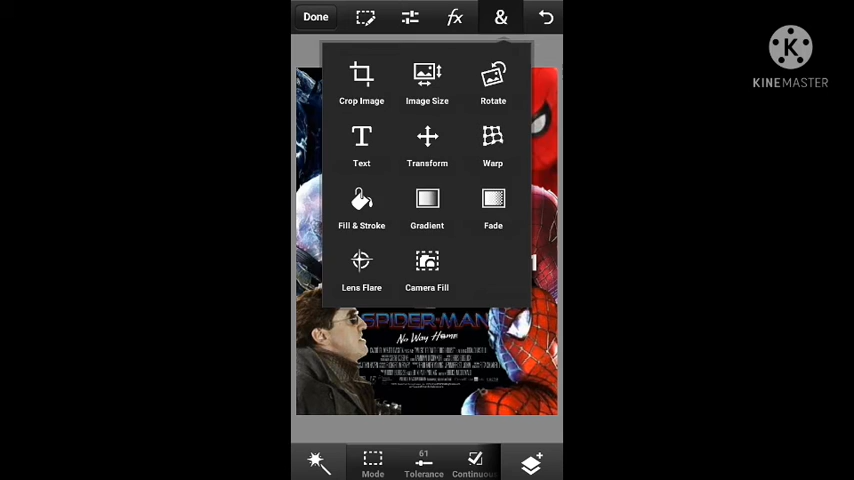 Done
fx
&
K
KINEMASTER
Crop Image
Image Size
Rotate
T
Text
Transform
Warp
Fill & Stroke
Gradient
Fade
Lens Flare
Camera Fill
SPIDER-MAN
No Way Home
61
Mode
Tolerance